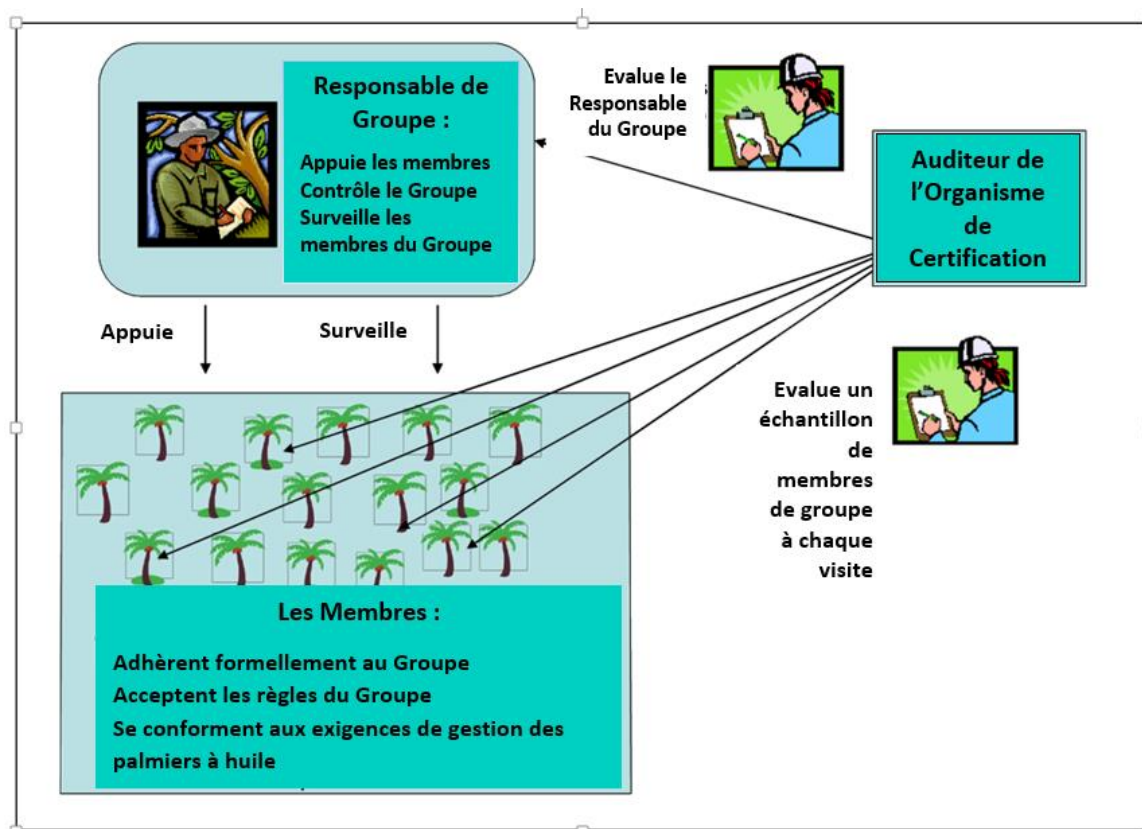 Responsable de
Groupe :
Appuie les membres
Contrôle le Groupe
Surveille les
membres du Groupe
Evalue le
Responsable
du Groupe
Auditeur de
l’Organisme
de
Certification
Appuie
Surveille
Evalue un
échantillon
de
membres
de groupe
à chaque
visite
Les Membres :
Adhèrent formellement au Groupe
Acceptent les règles du Groupe
Se conforment aux exigences de gestion des
palmiers à huile